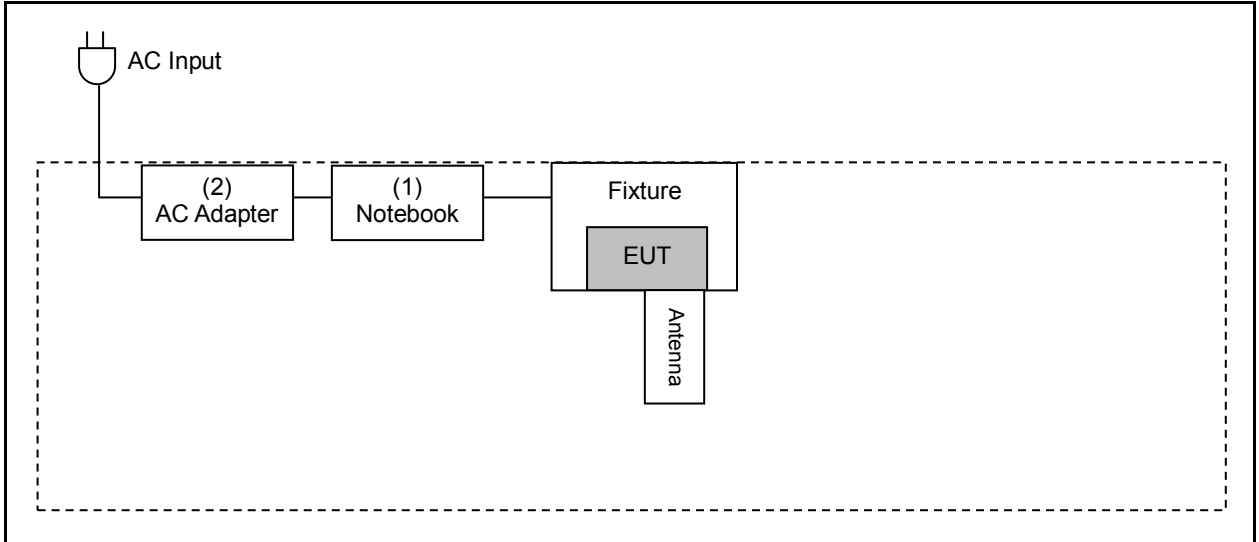 AC Input
(2)
AC Adapter
(1)
Notebook
Fixture
EUT
Antenna